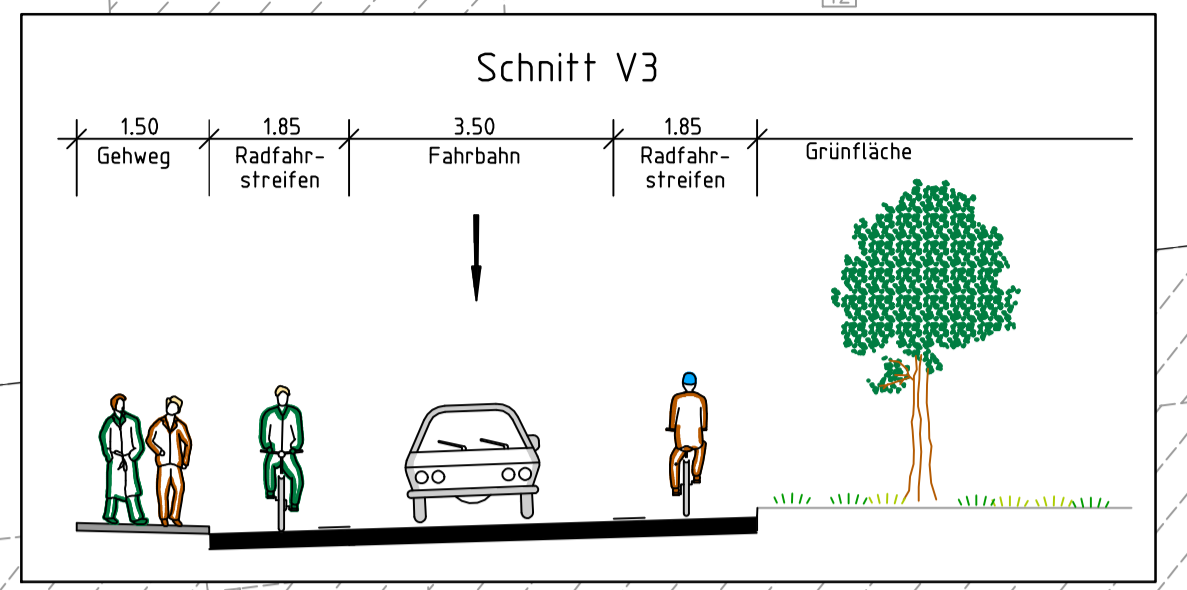 Schnitt V3
1.50
1.85
3.50
1.85
Gehweg
Radfahr-
streifen
Fahrbahn
Radfahr-
streifen
Grünfläche